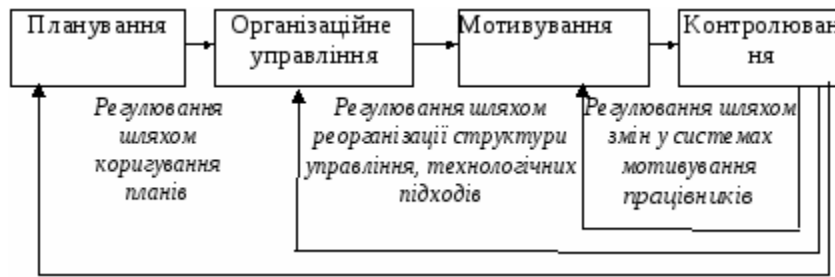 Планування
Організаційне
управління
Мотивування
Контролюван
ня
Регулювання
шляхом
коригування
планів
Регулювання шляхом
реорганізації структури
управління, технологічних
підходів
Регулювання шляхом
змін у системах
мотивування
працівників